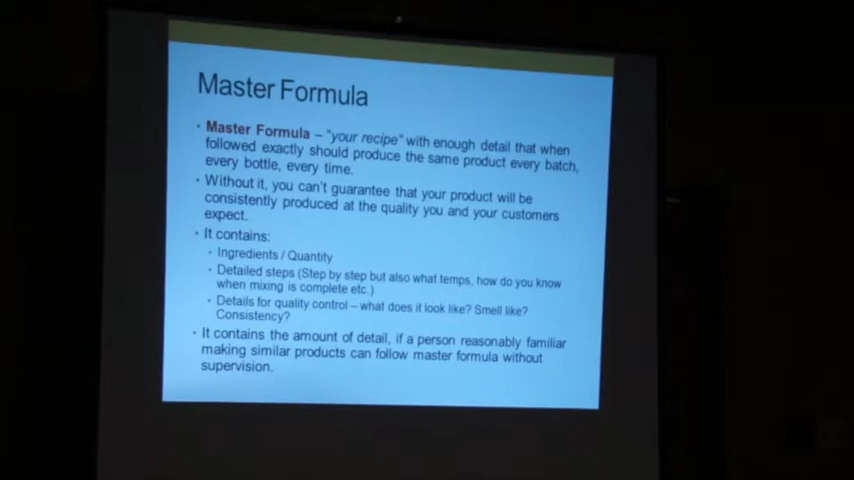 Master Formula
• Master Formula – "your recipe" with enough detail that when
followed exactly should produce the same product every batch,
every bottle, every time.
• Without it, you can't guarantee that your product will be
consistently produced at the quality you and your customers
expect.
• It contains:
• Ingredients / Quantity
• Detailed steps (Step by step but also what temps, how do you know
when mixing is complete etc.)
• Details for quality control – what does it look like? Smell like?
Consistency?
• It contains the amount of detail, if a person reasonably familiar
making similar products can follow master formula without
supervision.